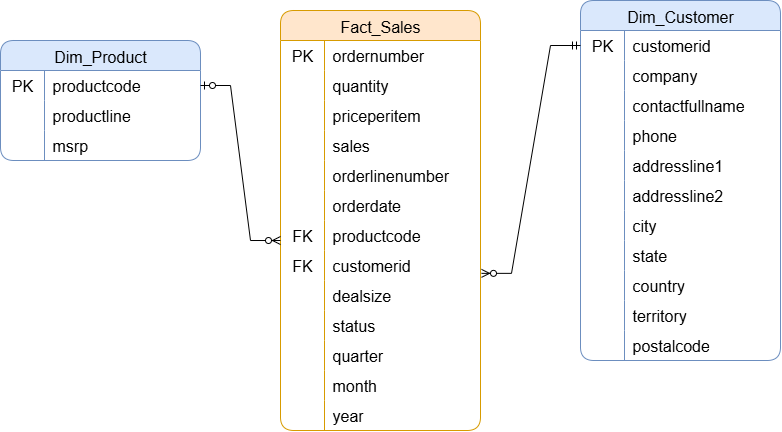 Dim_Product
PK productcode
productline
msrp
Fact_Sales
PK ordernumber
quantity
priceperitem
sales
orderlinenumber
orderdate
FK productcode
FK customerid
dealsize
status
quarter
month
year
Dim_Customer
PK customerid
company
contactfullname
phone
addressline1
addressline2
city
state
country
territory
postalcode